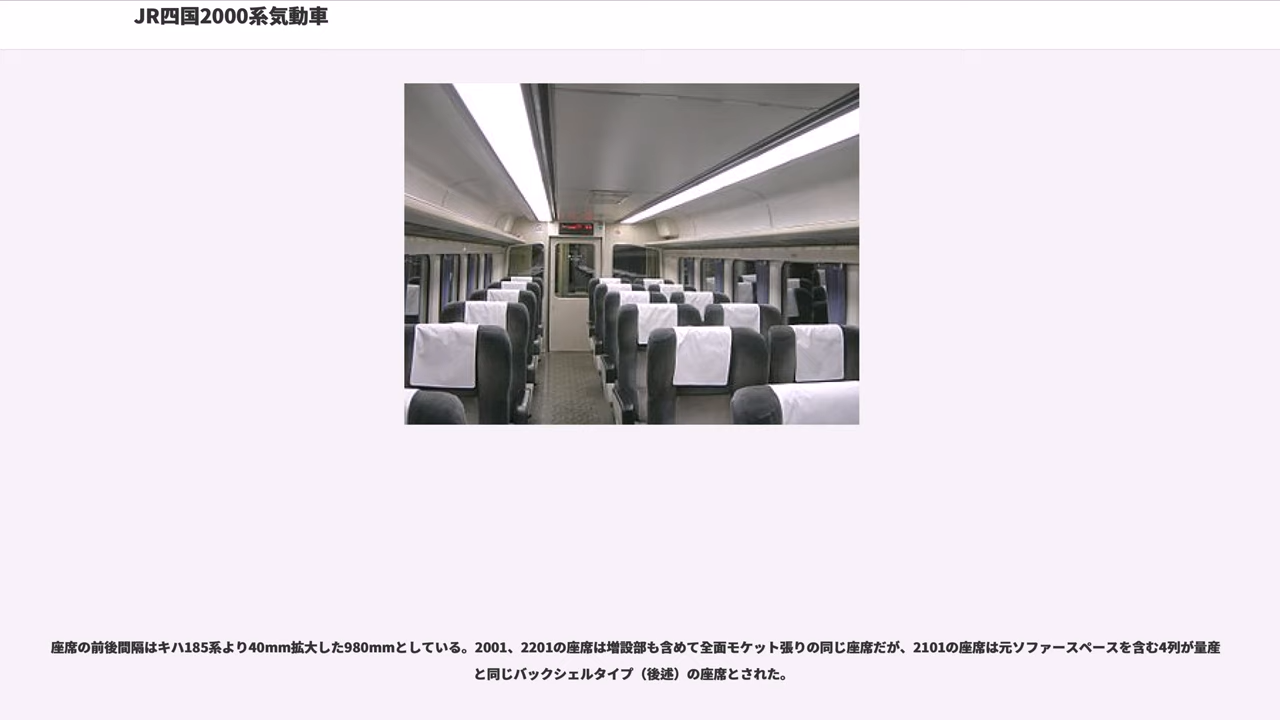 JR四国2000系気動車
座席の前後間隔はキハ185系より40mm拡大した980mmとしている。2001、2201の座席は増設部も含めて全面モケット張りの同じ座席だが、2101の座席は元ソファースペースを含む4列が量産
と同じバックシェルタイプ（後述）の座席とされた。